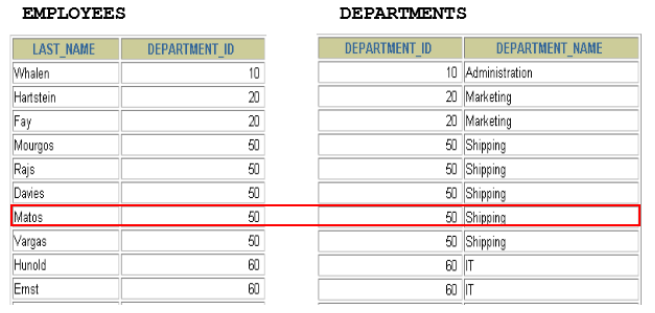 EMPLOYEES DEPARTMENTS
LAST_NAME DEPARTMENT_ID DEPARTMENT_ID DEPARTMENT_NAME
Whalen 10 10 Administration
Hartstein 20 20 Marketing
Fay 20 20 Marketing
Mourgos 50 50 Shipping
Rajs 50 50 Shipping
Davies 50 50 Shipping
Matos 50 50 Shipping
Vargas 50 50 Shipping
Hunold 60 60 IT
Ernst 60 60 IT